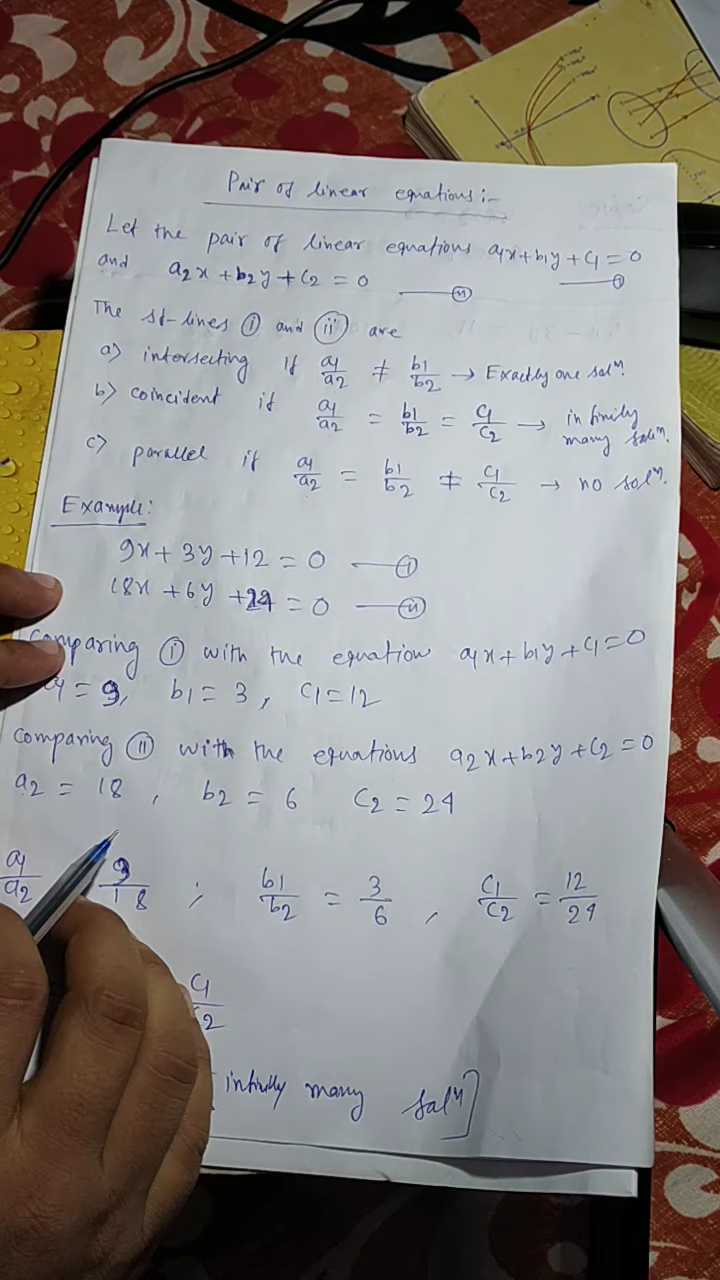 Pair of linear equations:-
Let the pair of linear equations a1x+b1y+c1=0 —(i)
and a2x+b2y+c2=0 —(ii)
The st-lines (i) and (ii) are
a) intersecting if a1/a2 ≠ b1/b2 → Exactly one solⁿ.
b) coincident if a1/a2 = b1/b2 = c1/c2 → infinily many solⁿ.
c) parallel if a1/a2 = b1/b2 ≠ c1/c2 → no solⁿ.
Example:
9x+3y+12=0 —(i)
18x+6y+24=0 —(ii)
Comparing (i) with the equation a1x+b1y+c1=0
a1=9, b1=3, c1=12
Comparing (ii) with the equations a2x+b2y+c2=0
a2=18, b2=6 c2=24
a1/a2 9/18 ; b1/b2 = 3/6, c1/c2 = 12/24
c1/c2
[infinily many solⁿ]